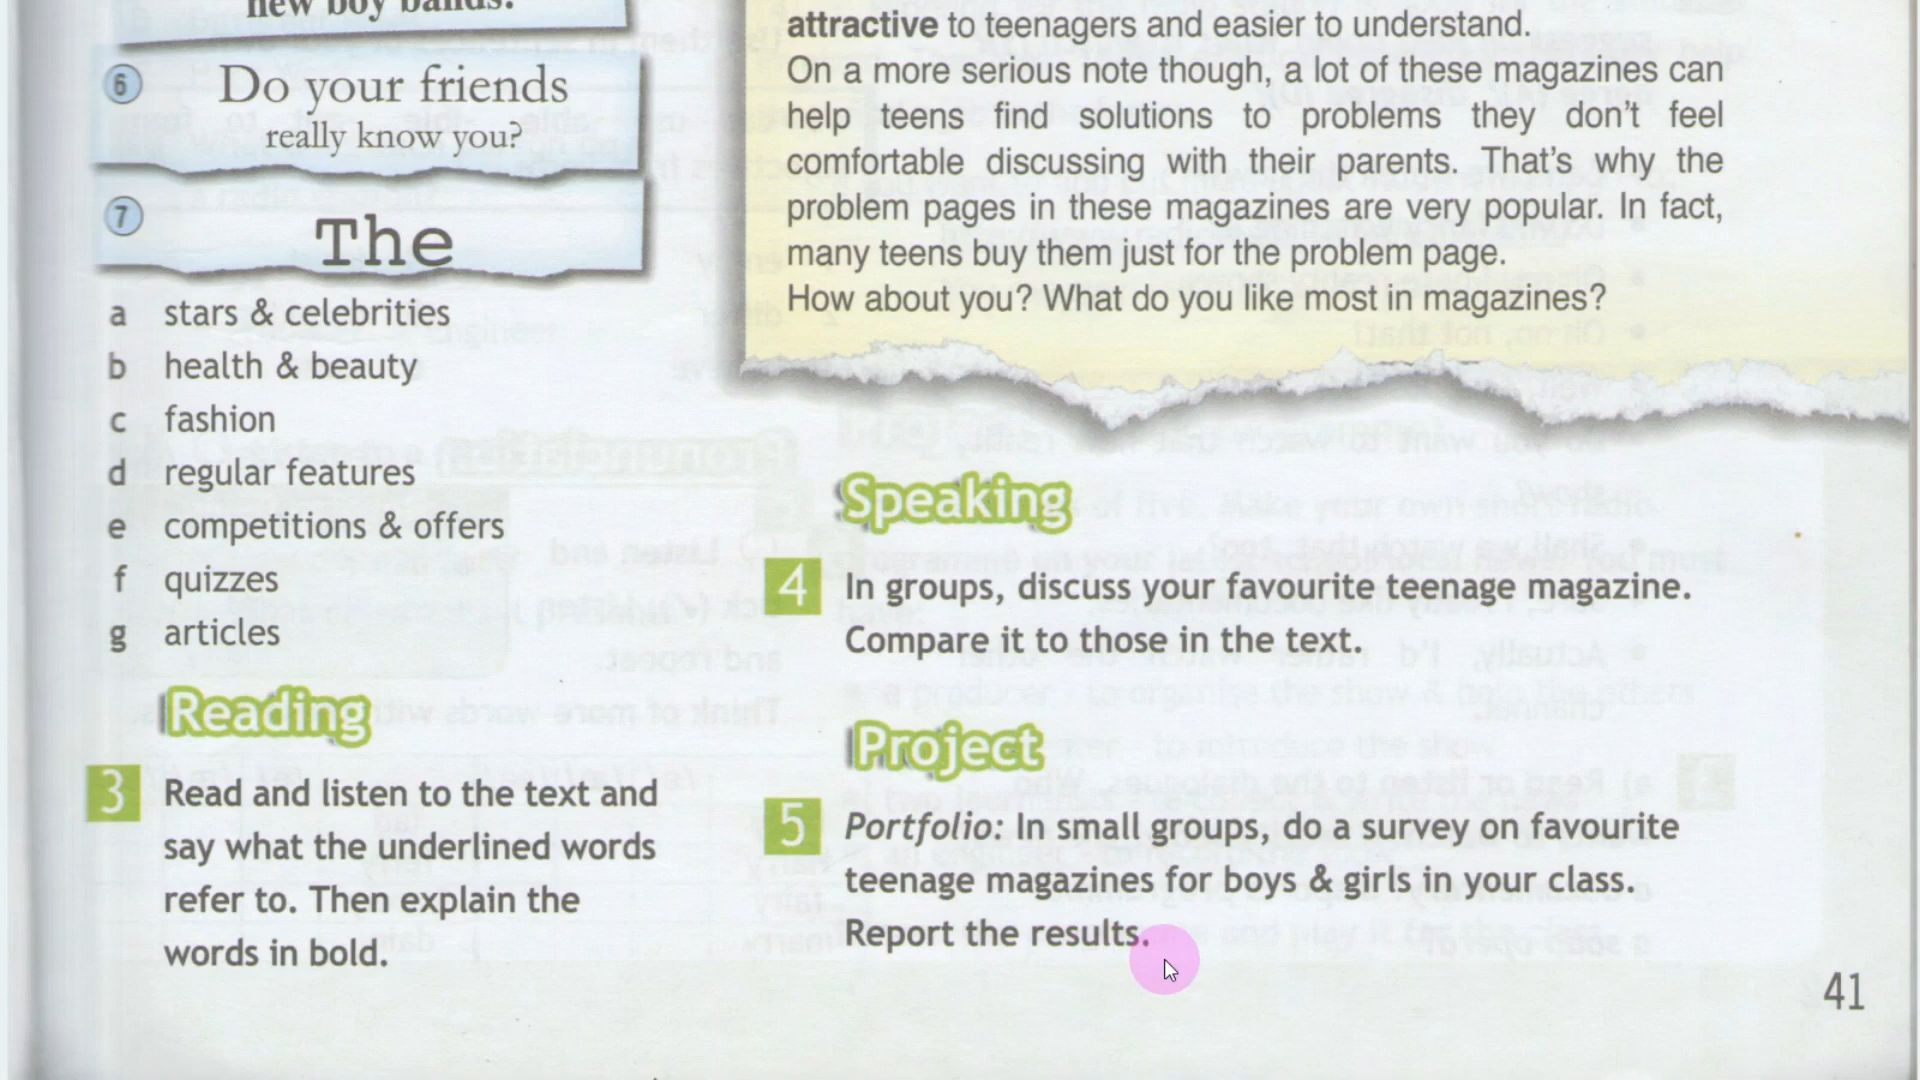 new boy bands.
6 Do your friends
really know you?
7 The
a stars & celebrities
b health & beauty
c fashion
d regular features
e competitions & offers
f quizzes
g articles
Reading
3 Read and listen to the text and
say what the underlined words
refer to. Then explain the
words in bold.
attractive to teenagers and easier to understand.
On a more serious note though, a lot of these magazines can
help teens find solutions to problems they don't feel
comfortable discussing with their parents. That's why the
problem pages in these magazines are very popular. In fact,
many teens buy them just for the problem page.
How about you? What do you like most in magazines?
Speaking
4 In groups, discuss your favourite teenage magazine.
Compare it to those in the text.
Project
5 Portfolio: In small groups, do a survey on favourite
teenage magazines for boys & girls in your class.
Report the results.
41